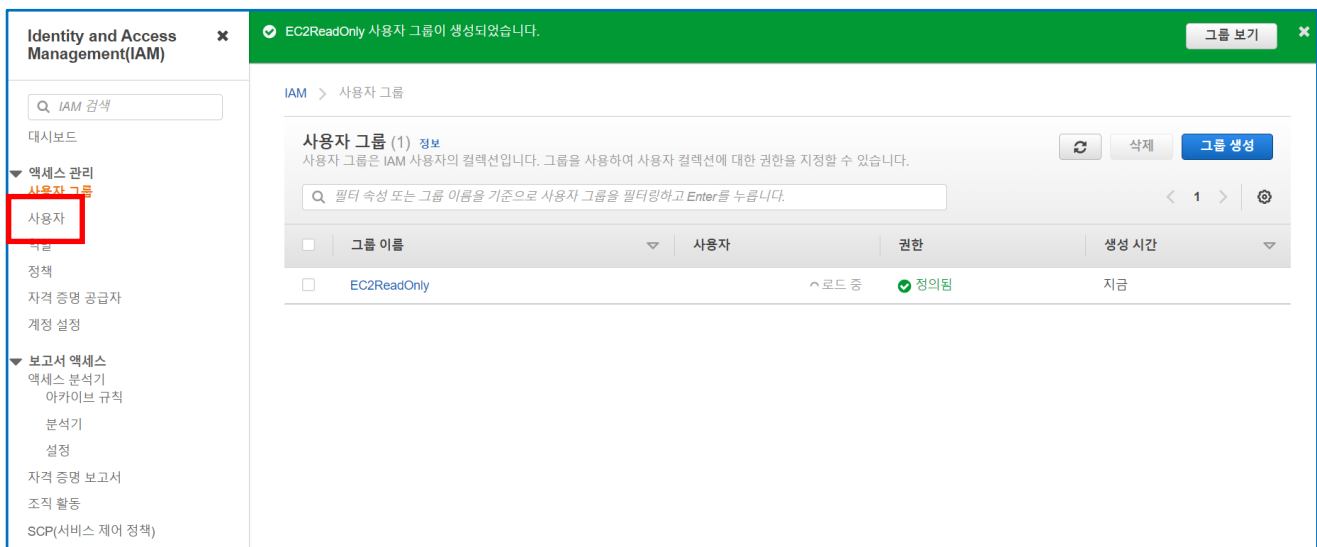 Identity and Access
Management(IAM)
IAM 검색
대시보드
액세스 관리
사용자 그룹
사용자
역할
정책
자격 증명 공급자
계정 설정
보고서 액세스
액세스 분석기
아카이브 규칙
분석기
설정
자격 증명 보고서
조직 활동
SCP(서비스 제어 정책)
EC2ReadOnly 사용자 그룹이 생성되었습니다.
그룹 보기
IAM > 사용자 그룹
사용자 그룹 (1) 정보
사용자 그룹은 IAM 사용자의 컬렉션입니다. 그룹을 사용하여 사용자 컬렉션에 대한 권한을 지정할 수 있습니다.
삭제
그룹 생성
필터 속성 또는 그룹 이름을 기준으로 사용자 그룹을 필터링하고 Enter를 누릅니다.
< 1 >
그룹 이름 사용자 권한 생성 시간
EC2ReadOnly 로드 중 정의됨 지금